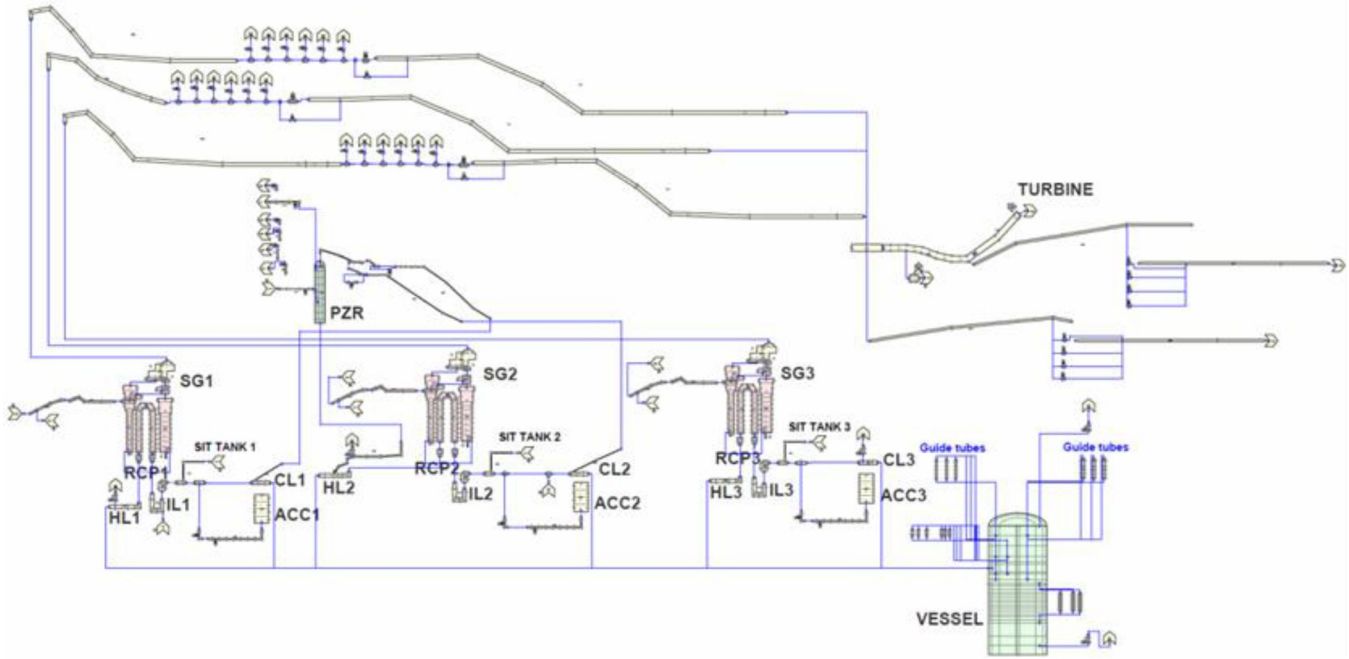 TURBINE
PZR
SG1
SG2
SG3
SIT TANK 1
SIT TANK 2
SIT TANK 3
Guide tubes
Guide tubes
RCP1
CL1
RCP2
CL2
RCP3
CL3
HL1
IL1
ACC1
HL2
IL2
ACC2
HL3
IL3
ACC3
VESSEL